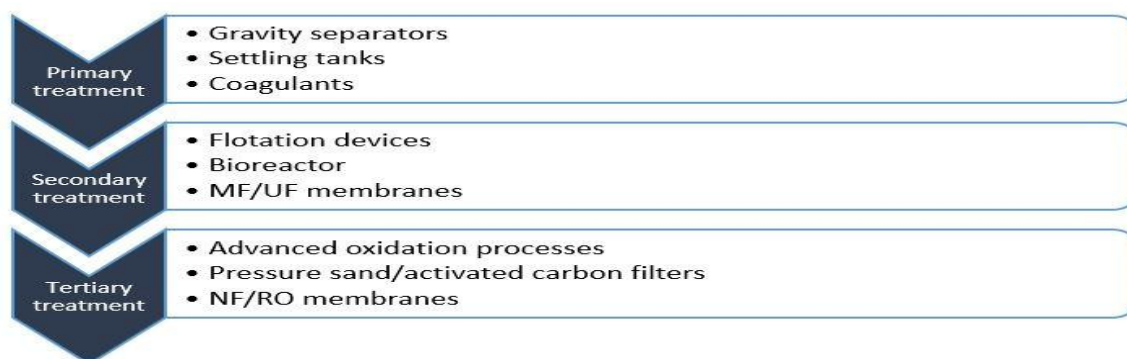 Primary
treatment
• Gravity separators
• Settling tanks
• Coagulants
Secondary
treatment
• Flotation devices
• Bioreactor
• MF/UF membranes
Tertiary
treatment
• Advanced oxidation processes
• Pressure sand/activated carbon filters
• NF/RO membranes